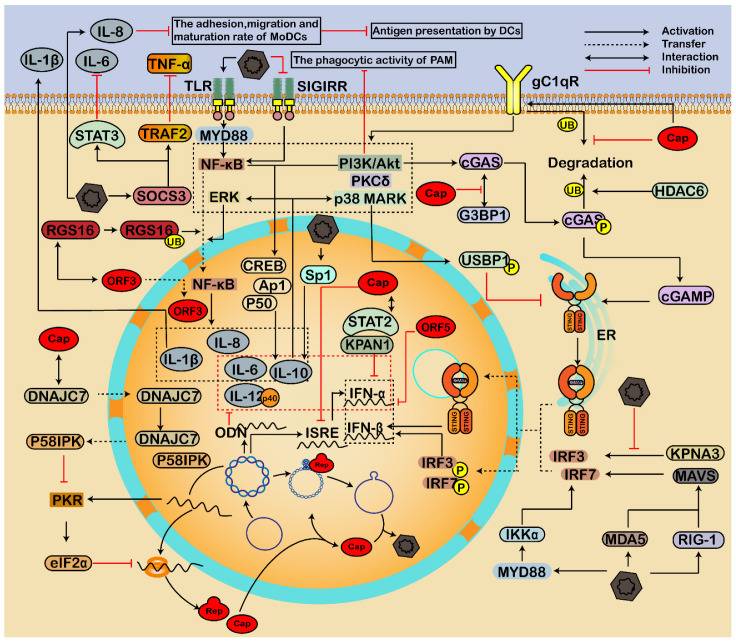 IL-8
The adhesion,migration and
maturation rate of MoDCs
Antigen presentation by DCs
Activation
Transfer
Interaction
Inhibition
IL-1β
IL-6
TNF-α
The phagocytic activity of PAM
TLR
SIGIRR
gC1qR
STAT3
TRAF2
MYD88
UB
Cap
NF-κB
PI3K/Akt
cGAS
Degradation
PKCδ
SOCS3
ERK
p38 MARK
Cap
G3BP1
UB
HDAC6
cGAS
P
RGS16
RGS16
UB
CREB
Sp1
USBP1
P
ORF3
NF-κB
Ap1
Cap
cGAMP
ORF3
P50
STAT2
ORF5
STING
STING
ER
Cap
IL-8
KPAN1
IL-1β
IL-6
IL-10
IFN-α
DNAJC7
DNAJC7
IL-12
p40
STING
STING
STING
STING
ODN
ISRE
IFN-β
P58IPK
DNAJC7
P58IPK
IRF3
P
IRF7
P
IRF3
KPNA3
IRF7
MAVS
Rep
PKR
IKKα
MDA5
RIG-1
eIF2α
Cap
MYD88
Rep
Cap